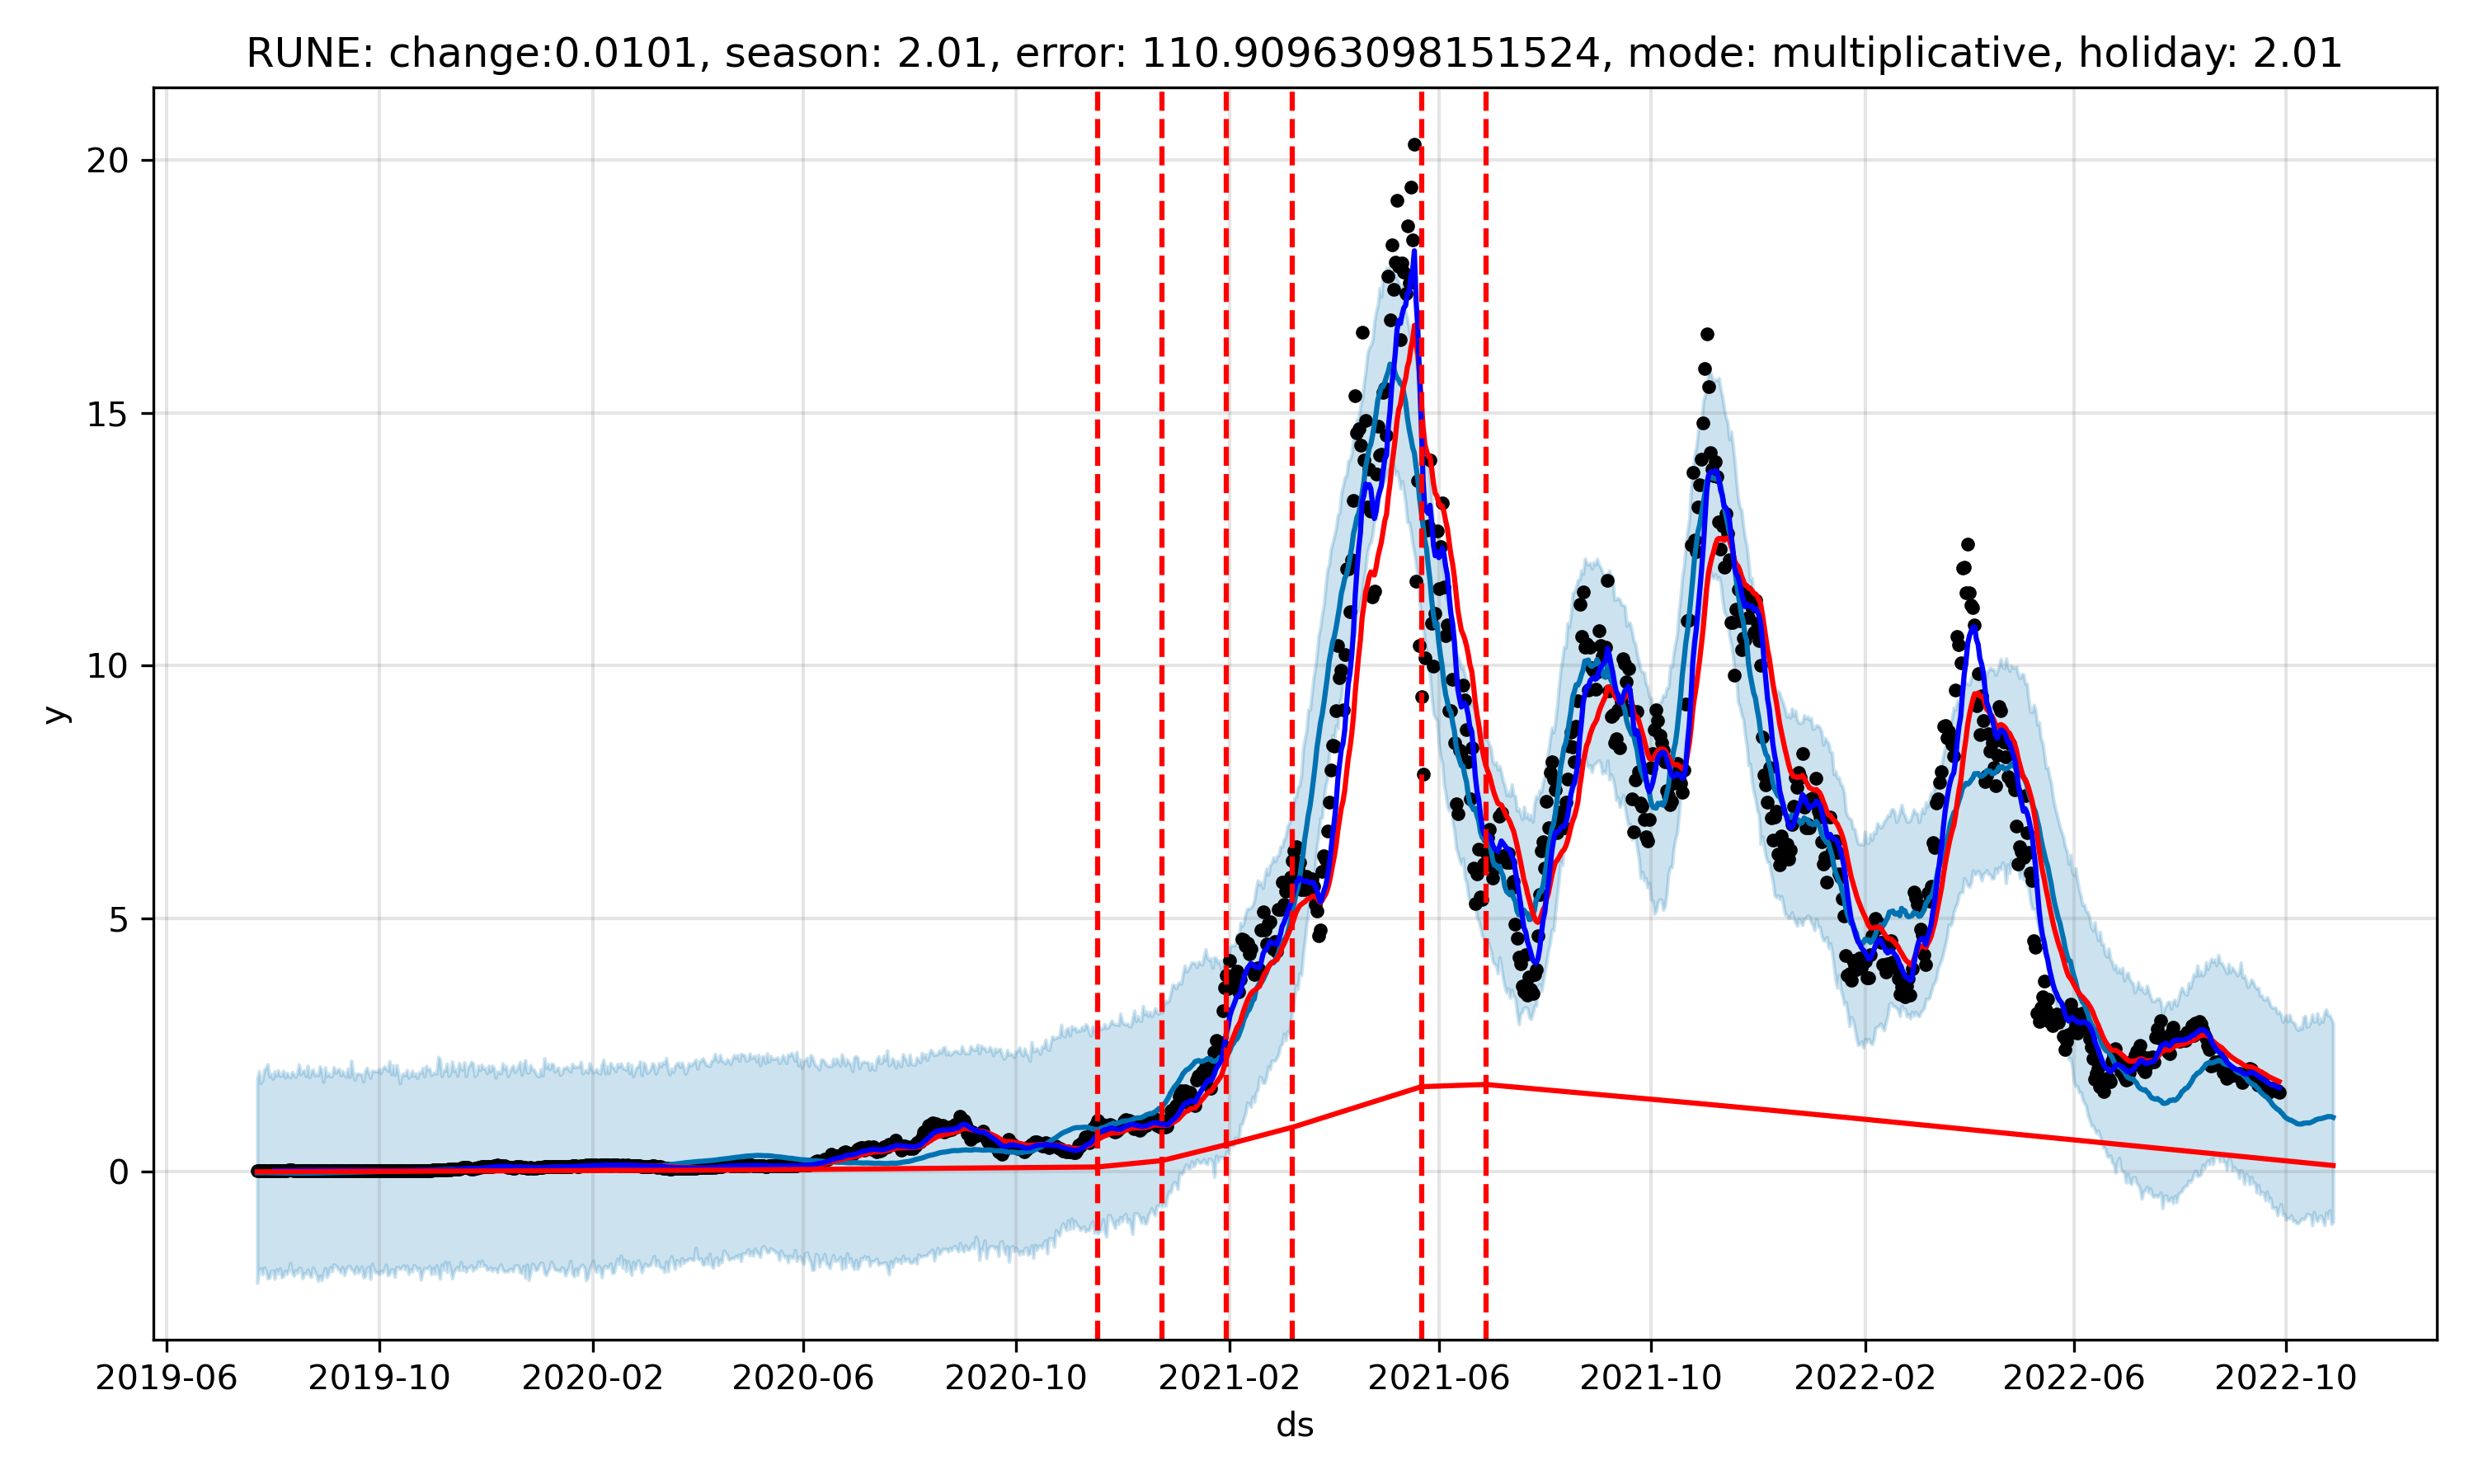 RUNE: change:0.0101, season: 2.01, error: 110.90963098151524, mode: multiplicative, holiday: 2.01
20
15
10
5
0
y
2019-06 2019-10 2020-02 2020-06 2020-10 2021-02 2021-06 2021-10 2022-02 2022-06 2022-10
ds